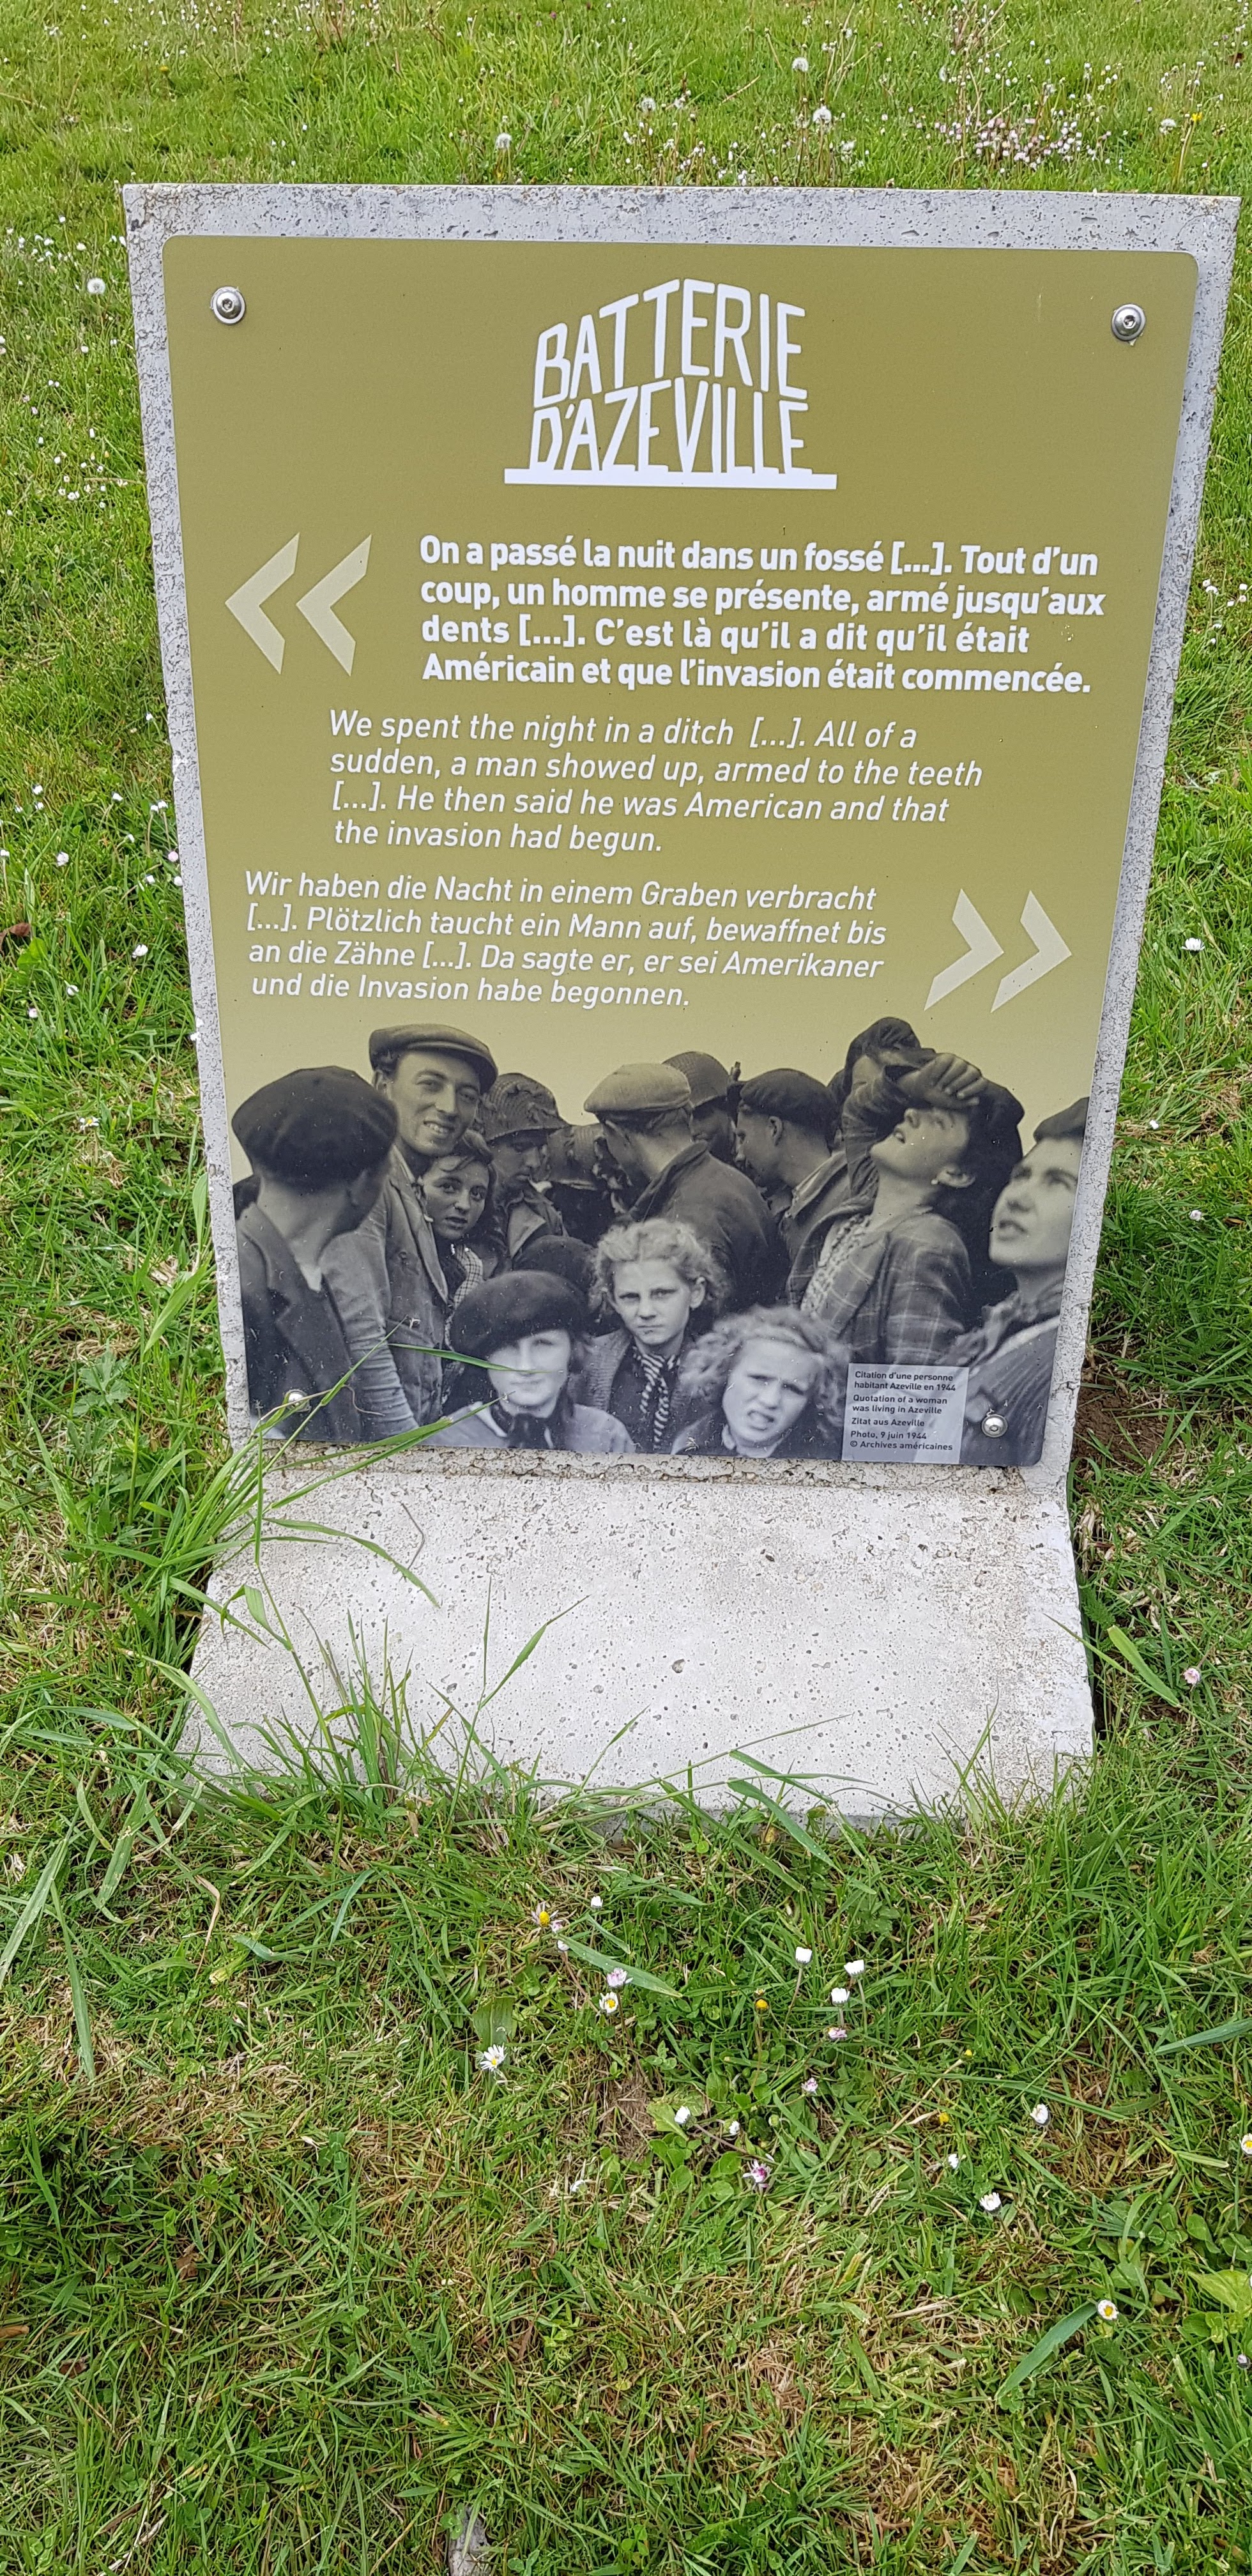 BATTERIE
D'AZEVILLE
On a passé la nuit dans un fossé [...]. Tout d'un
coup, un homme se présente, armé jusqu'aux
dents [...]. C'est là qu'il a dit qu'il était
Américain et que l'invasion était commencée.
We spent the night in a ditch [...]. All of a
sudden, a man showed up, armed to the teeth
[...]. He then said he was American and that
the invasion had begun.
Wir haben die Nacht in einem Graben verbracht
[...]. Plötzlich taucht ein Mann auf, bewaffnet bis
an die Zähne [...]. Da sagte er, er sei Amerikaner
und die Invasion habe begonnen.
Citation d'une personne
habitant Azeville en 1944
Quotation of a woman
was living in Azeville
Zitat aus Azeville
Photo, 9 juin 1944
© Archives américaines